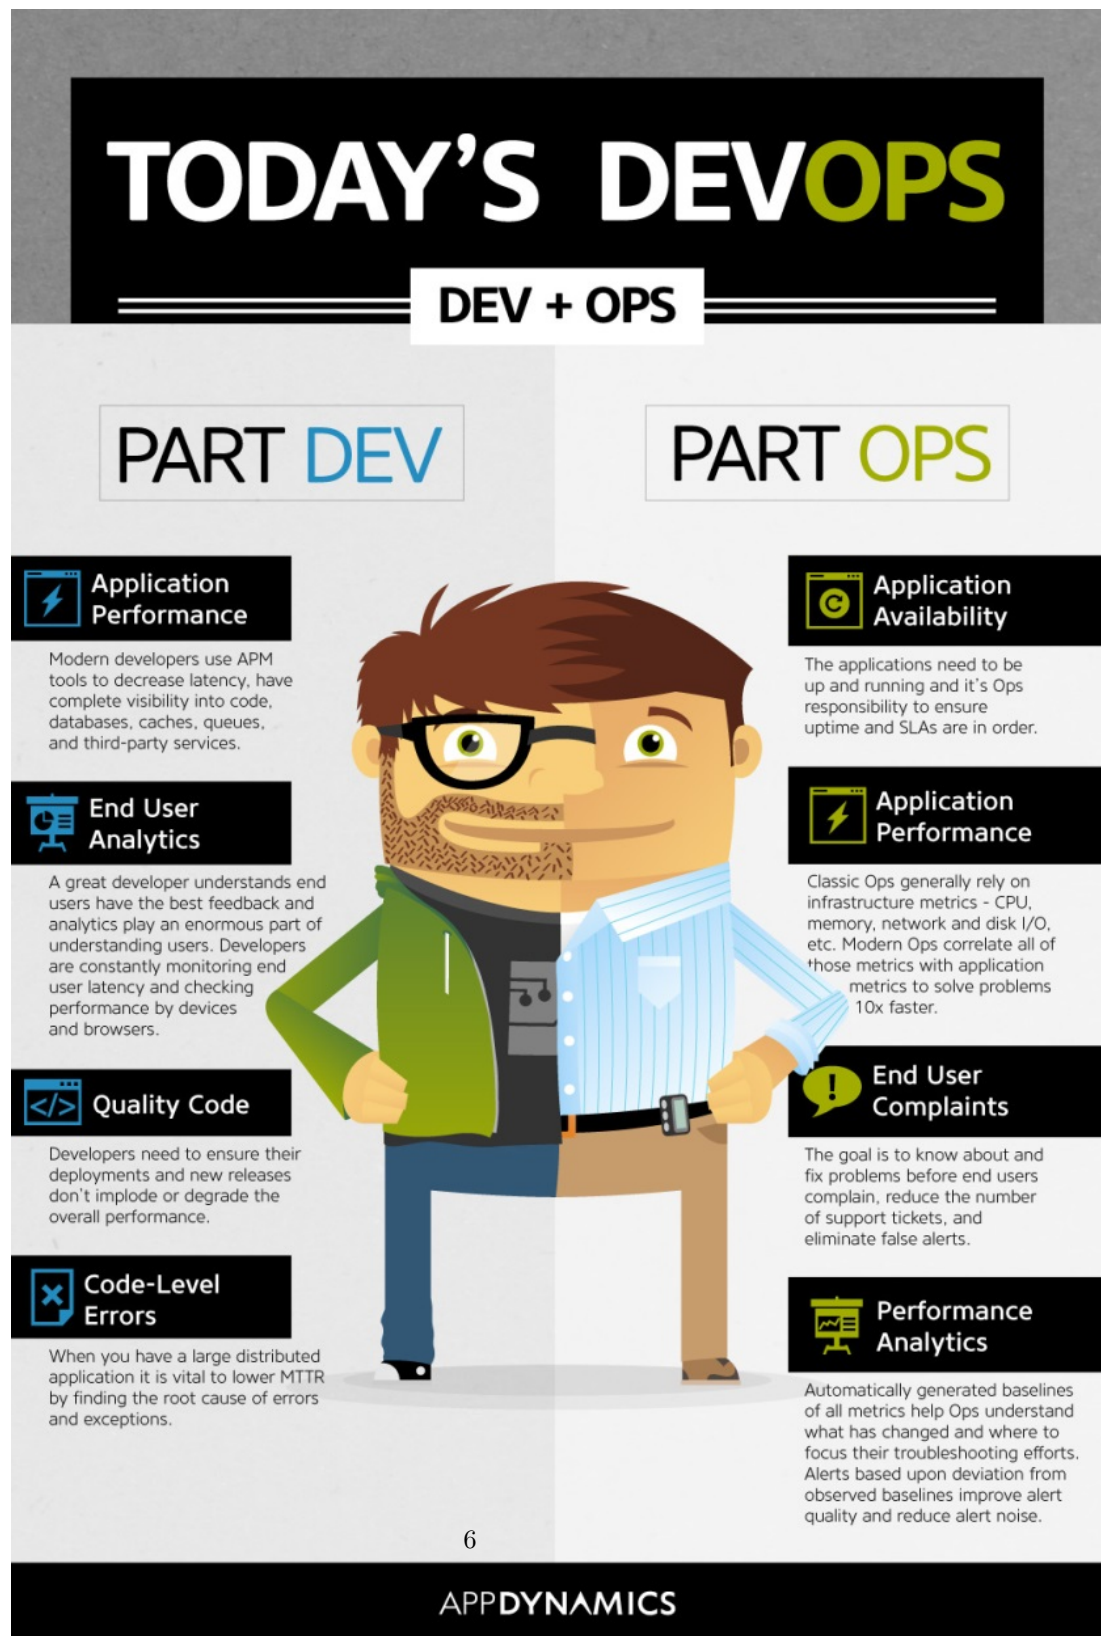 TODAY'S DEVOPS
DEV + OPS
PART DEV
Application
Performance
Modern developers use APM
tools to decrease latency, have
complete visibility into code,
databases, caches, queues,
and third-party services.
End User
Analytics
A great developer understands end
users have the best feedback and
analytics play an enormous part of
understanding users. Developers
are constantly monitoring end
user latency and checking
performance by devices
and browsers.
</>
Quality Code
Developers need to ensure their
deployments and new releases
don't implode or degrade the
overall performance.
Code-Level
Errors
When you have a large distributed
application it is vital to lower MTTR
by finding the root cause of errors
and exceptions.
PART OPS
Application
Availability
The applications need to be
up and running and it's Ops
responsibility to ensure
uptime and SLAs are in order.
Application
Performance
Classic Ops generally rely on
infrastructure metrics - CPU,
memory, network and disk I/O,
etc. Modern Ops correlate all of
those metrics with application
metrics to solve problems
10x faster.
!
End User
Complaints
The goal is to know about and
fix problems before end users
complain, reduce the number
of support tickets, and
eliminate false alerts.
Performance
Analytics
Automatically generated baselines
of all metrics help Ops understand
what has changed and where to
focus their troubleshooting efforts.
Alerts based upon deviation from
observed baselines improve alert
quality and reduce alert noise.
6
APPDYNAMICS